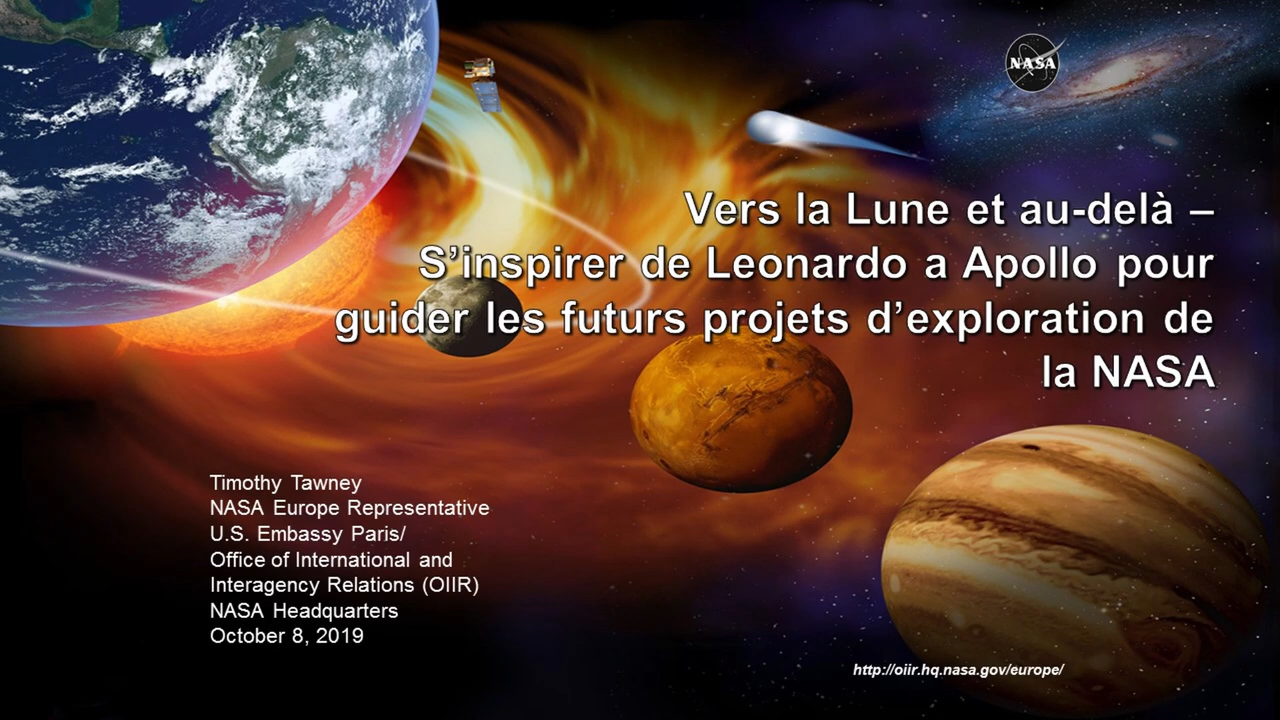 NASA
Vers la Lune et au-delà –
S’inspirer de Leonardo a Apollo pour
guider les futurs projets d’exploration de
la NASA
Timothy Tawney
NASA Europe Representative
U.S. Embassy Paris/
Office of International and
Interagency Relations (OIIR)
NASA Headquarters
October 8, 2019
http://oiir.hq.nasa.gov/europe/